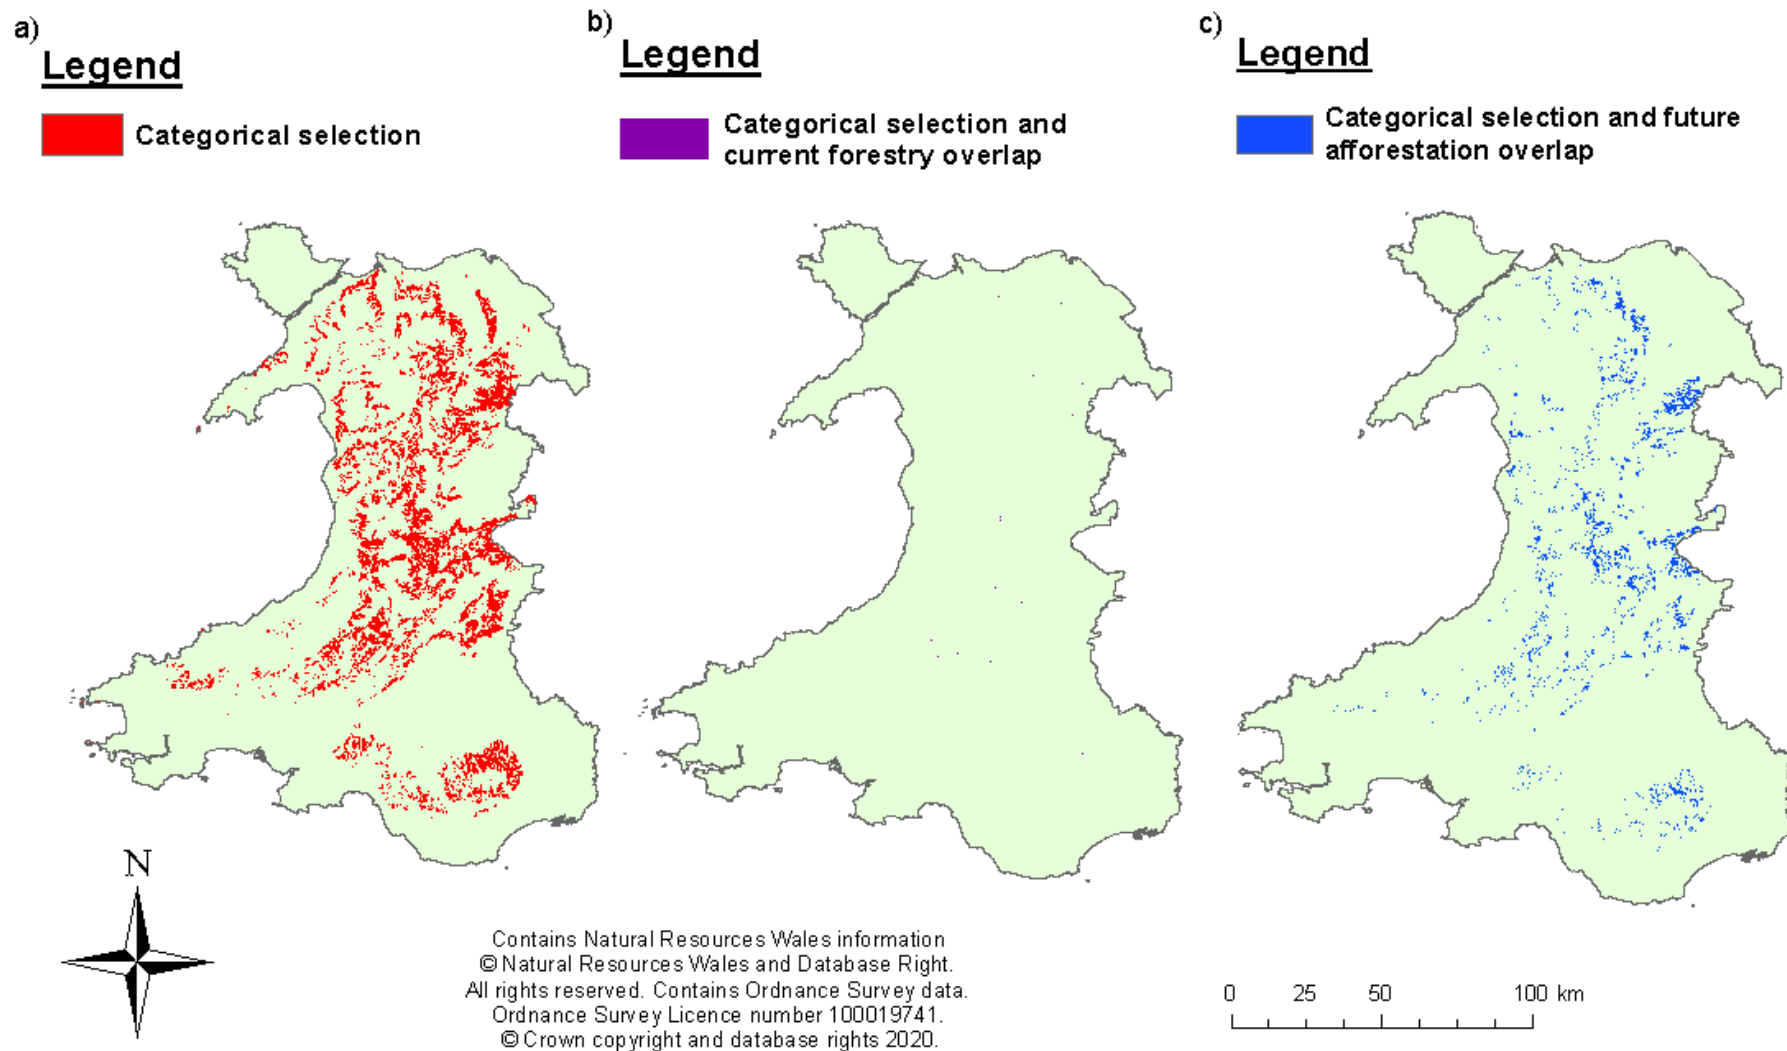 a)
Legend
Categorical selection
b)
Legend
Categorical selection and
current forestry overlap
c)
Legend
Categorical selection and future
afforestation overlap
N
Contains Natural Resources Wales information
© Natural Resources Wales and Database Right.
All rights reserved. Contains Ordnance Survey data.
Ordnance Survey Licence number 100019741.
© Crown copyright and database rights 2020.
0 25 50 100 km